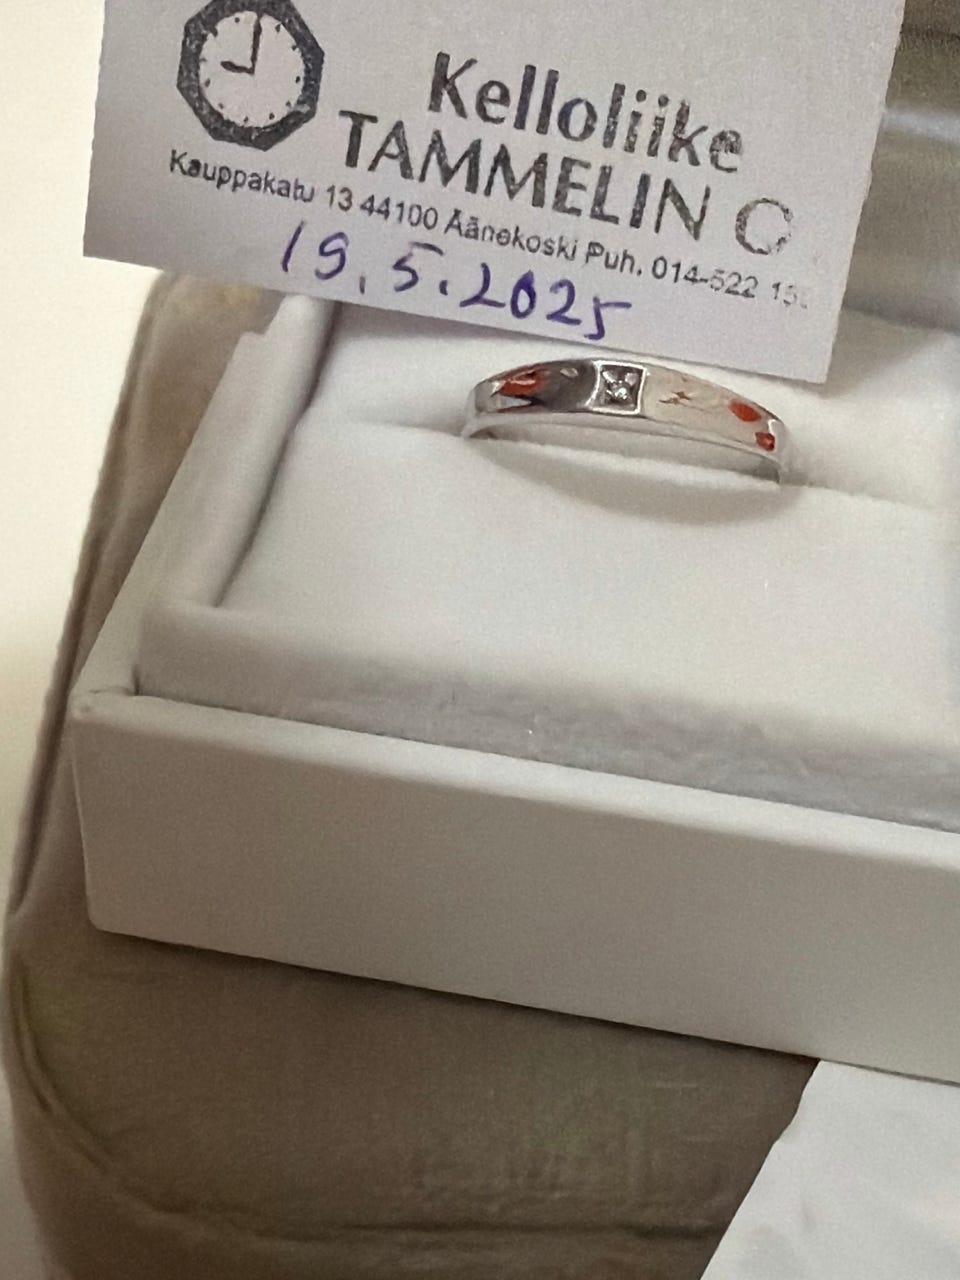 Kelloliike
TAMMELIN
Kauppakatu 13 44100 Äänekoski Puh. 014-522
19.5.2025